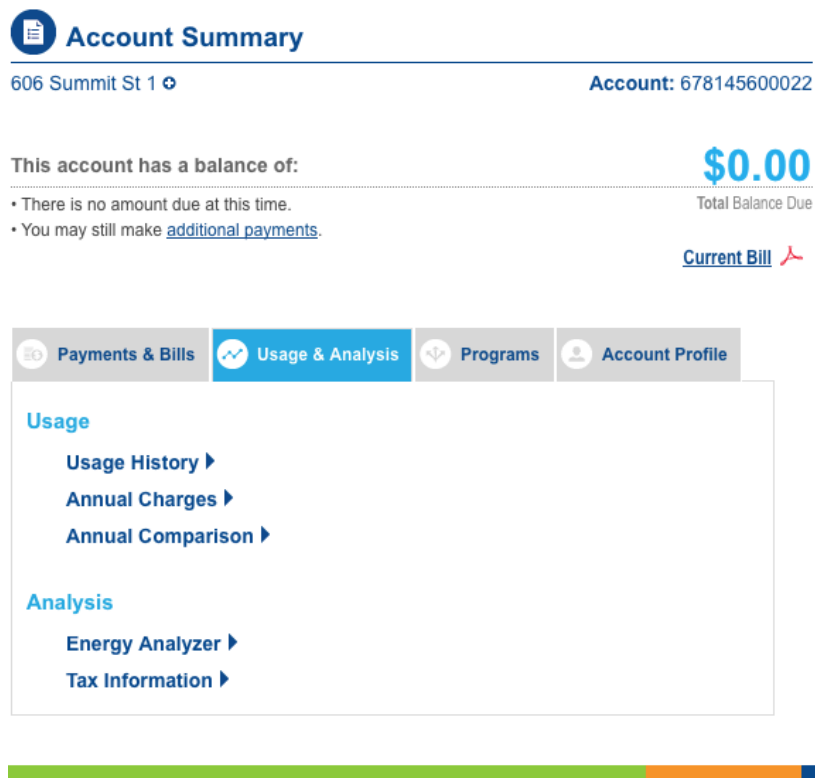 Account Summary
606 Summit St 1
Account: 678145600022
This account has a balance of:
$0.00
• There is no amount due at this time.
Total Balance Due
• You may still make additional payments.
Current Bill
Payments & Bills
Usage & Analysis
Programs
Account Profile
Usage
Usage History
Annual Charges
Annual Comparison
Analysis
Energy Analyzer
Tax Information